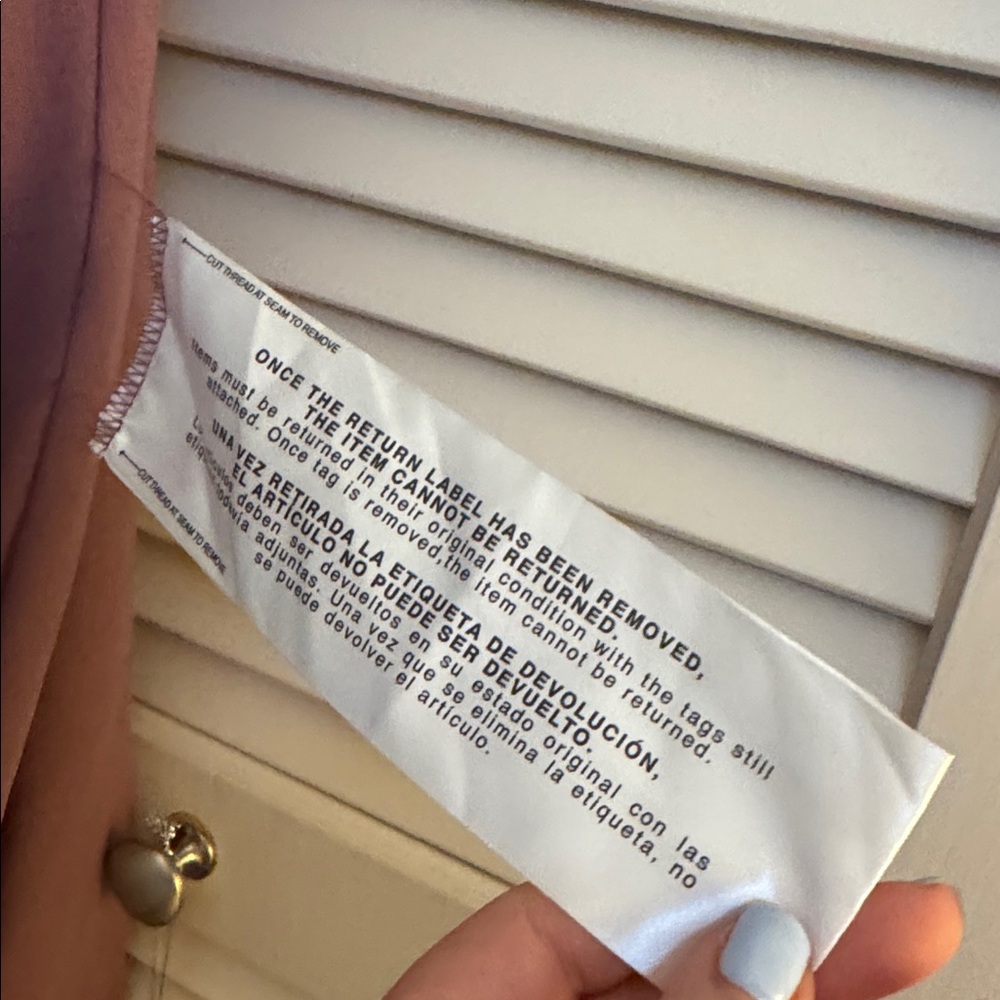 CUT THREAD AT SEAM TO REMOVE
ONCE THE RETURN LABEL HAS BEEN REMOVED,
THE ITEM CANNOT BE RETURNED.
Items must be returned in their original condition with the tags still
attached. Once tag is removed,the item cannot be returned.
UNA VEZ RETIRADA LA ETIQUETA DE DEVOLUCIÓN,
EL ARTÍCULO NO PUEDE SER DEVUELTO.
deben ser devueltos en su estado original con las
adjuntas. Una vez que se elimina la etiqueta, no
se puede devolver el artículo.
CUT THREAD AT SEAM TO REMOVE